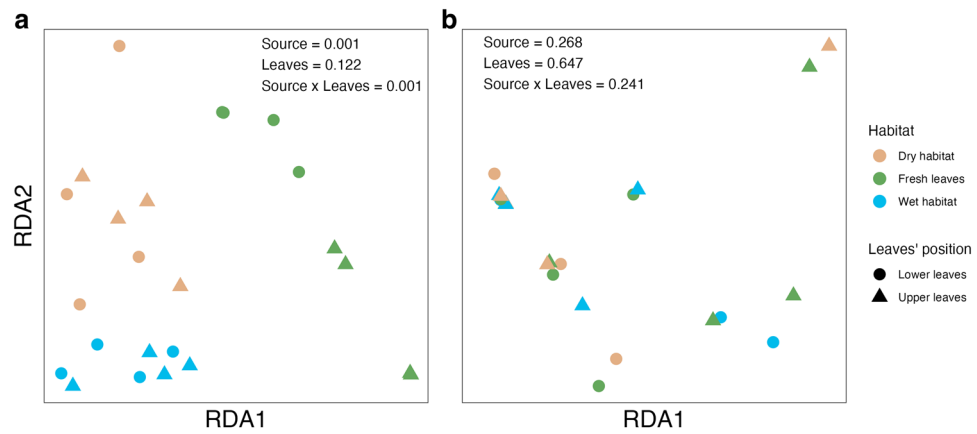 a
Source = 0.001
Leaves = 0.122
Source x Leaves = 0.001
RDA2
RDA1
b
Source = 0.268
Leaves = 0.647
Source x Leaves = 0.241
RDA1
Habitat
Dry habitat
Fresh leaves
Wet habitat
Leaves' position
Lower leaves
Upper leaves